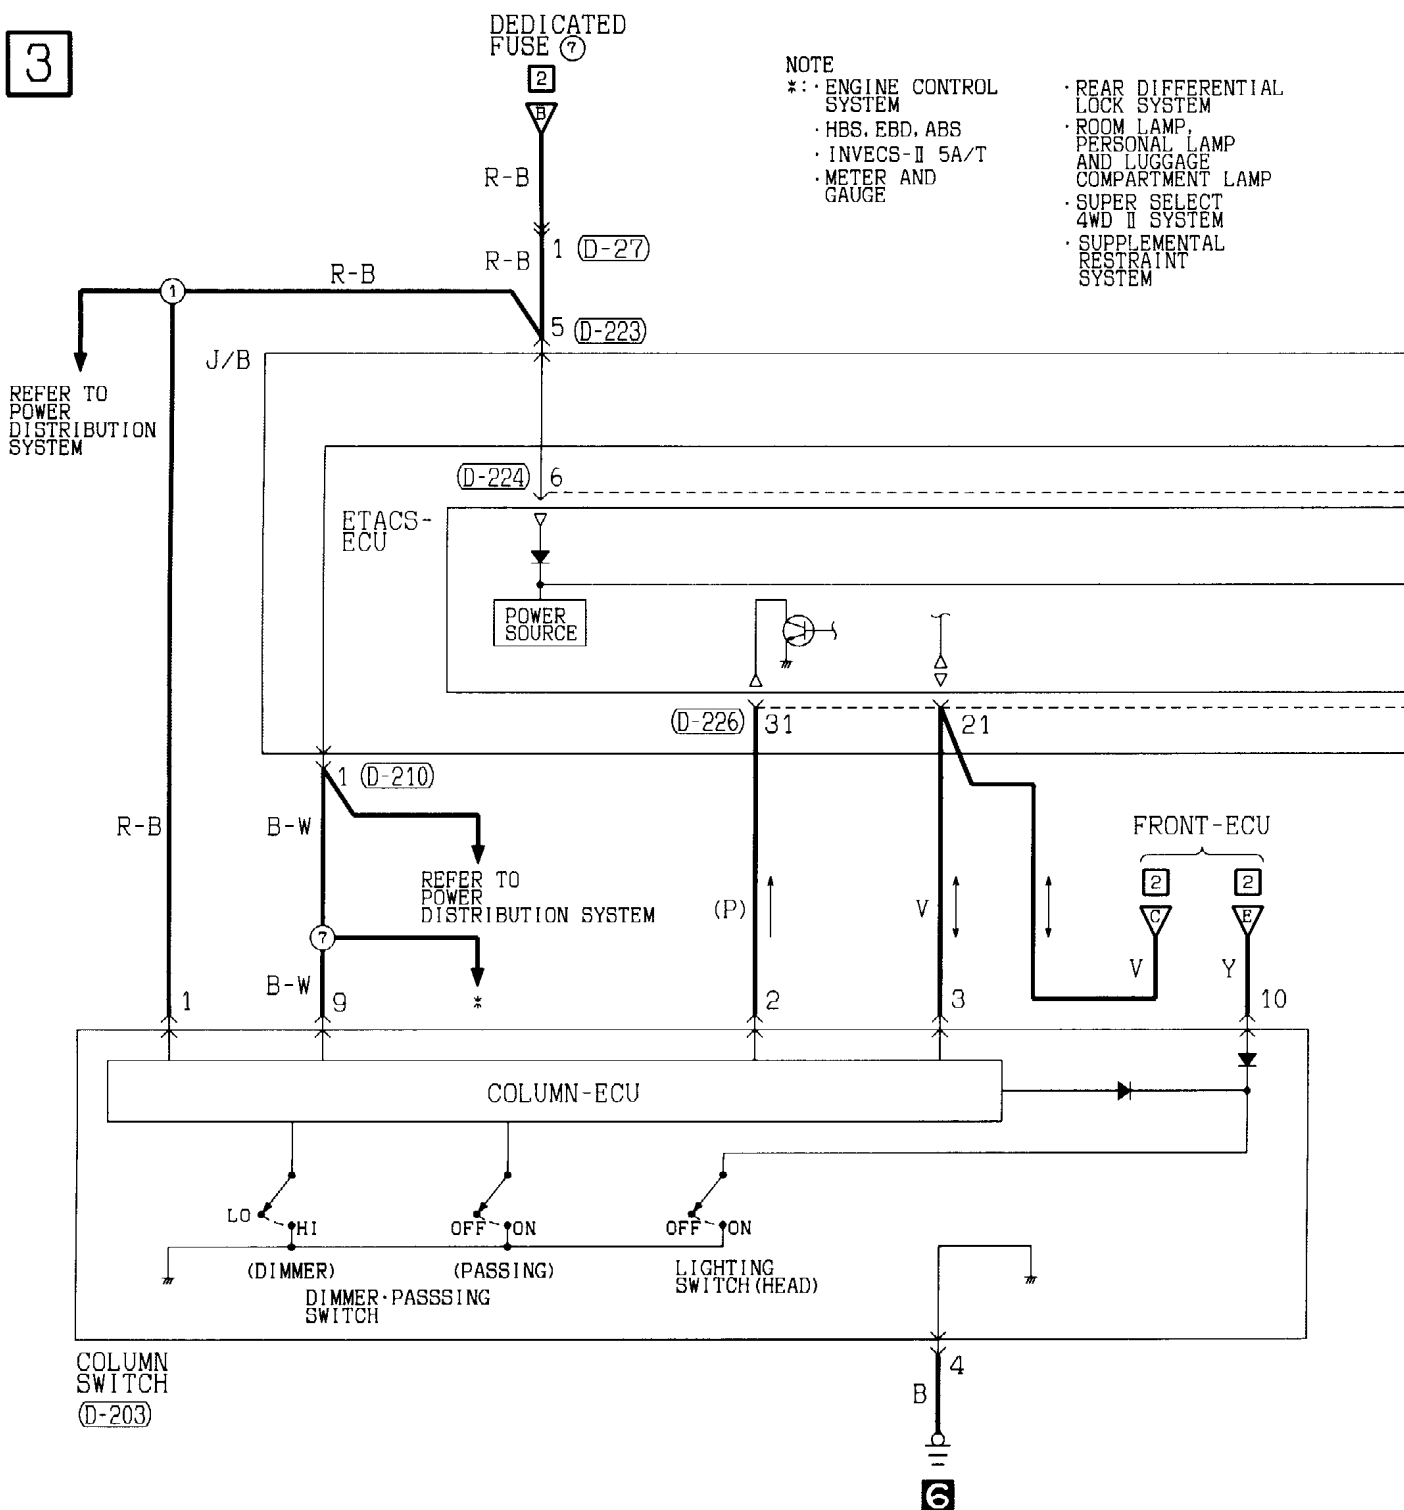 3
DEDICATED
FUSE ⑦
2
B
NOTE
*:·ENGINE CONTROL
SYSTEM
·HBS, EBD, ABS
·INVECS-Ⅱ 5A/T
·METER AND
GAUGE
·REAR DIFFERENTIAL
LOCK SYSTEM
·ROOM LAMP,
PERSONAL LAMP
AND LUGGAGE
COMPARTMENT LAMP
·SUPER SELECT
4WD Ⅱ SYSTEM
·SUPPLEMENTAL
RESTRAINT
SYSTEM
R-B
1 (D-27)
R-B
R-B
1
5 (D-223)
J/B
REFER TO
POWER
DISTRIBUTION
SYSTEM
(D-224) 6
ETACS-
ECU
POWER
SOURCE
(D-226) 31
21
1 (D-210)
R-B
B-W
FRONT-ECU
REFER TO
POWER
DISTRIBUTION SYSTEM
2
2
C
E
(P)
V
7
V
Y
B-W
*
1
9
2
3
10
COLUMN-ECU
LO
HI
OFF
ON
OFF
ON
(DIMMER)
(PASSING)
LIGHTING
SWITCH(HEAD)
DIMMER·PASSSING
SWITCH
COLUMN
SWITCH
(D-203)
4
B
6